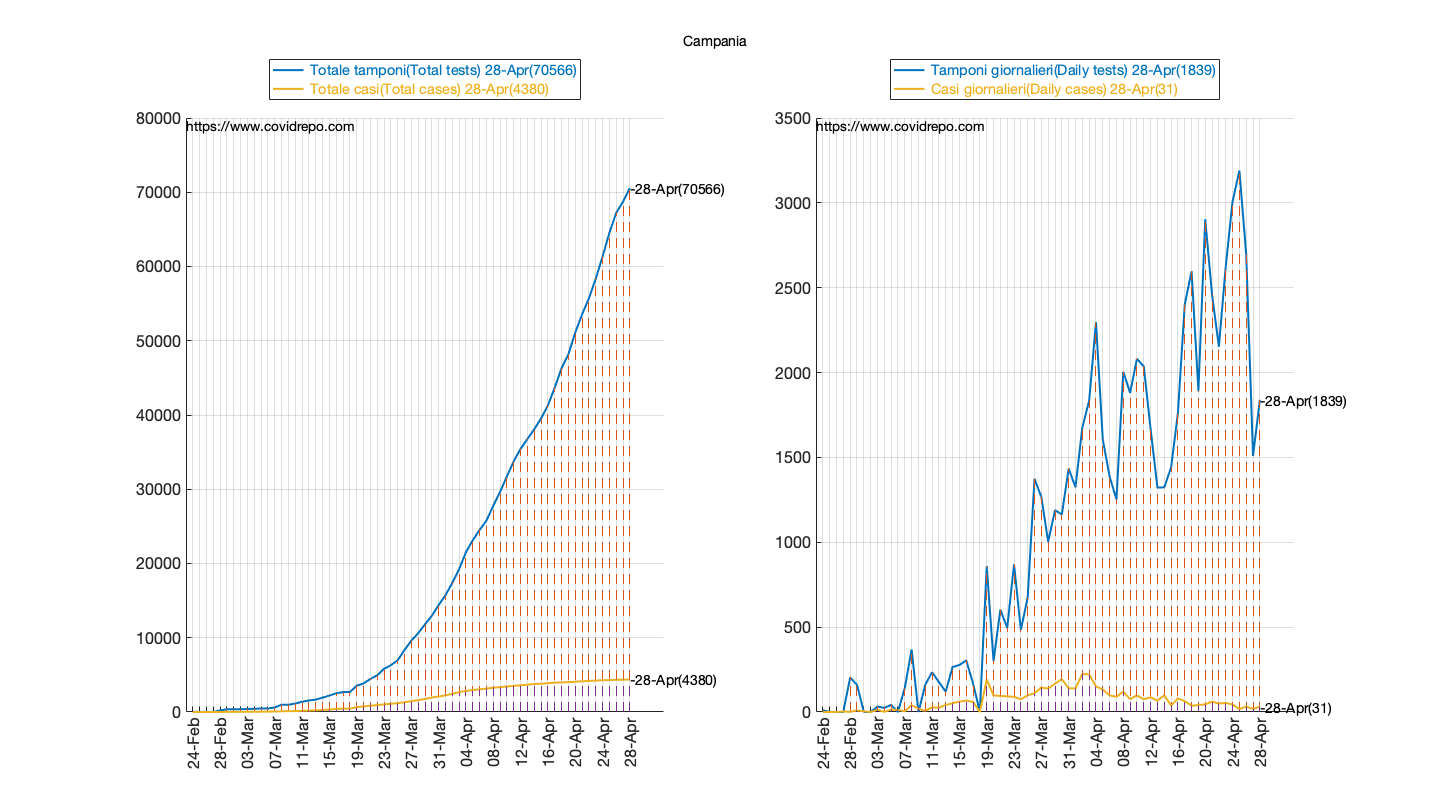 Campania
Totale tamponi(Total tests) 28-Apr(70566)
Totale casi(Total cases) 28-Apr(4380)
https://www.covidrepo.com
80000
70000
60000
50000
40000
30000
20000
10000
0
-28-Apr(70566)
-28-Apr(4380)
24-Feb
28-Feb
03-Mar
07-Mar
11-Mar
15-Mar
19-Mar
23-Mar
27-Mar
31-Mar
04-Apr
08-Apr
12-Apr
16-Apr
20-Apr
24-Apr
28-Apr
Tamponi giornalieri(Daily tests) 28-Apr(1839)
Casi giornalieri(Daily cases) 28-Apr(31)
https://www.covidrepo.com
3500
3000
2500
2000
1500
1000
500
0
-28-Apr(1839)
-28-Apr(31)
24-Feb
28-Feb
03-Mar
07-Mar
11-Mar
15-Mar
19-Mar
23-Mar
27-Mar
31-Mar
04-Apr
08-Apr
12-Apr
16-Apr
20-Apr
24-Apr
28-Apr